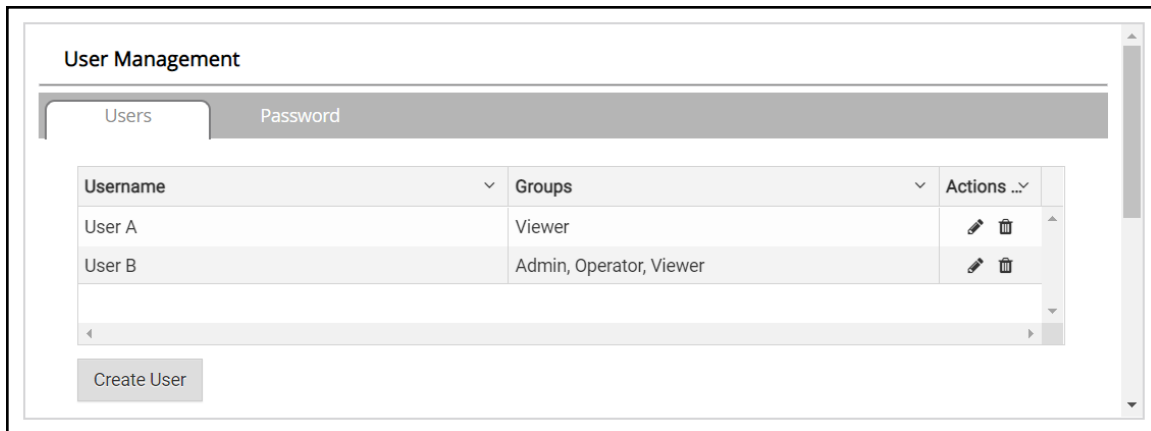 User Management
Users Password
Username Groups Actions ...
User A Viewer
User B Admin, Operator, Viewer
Create User